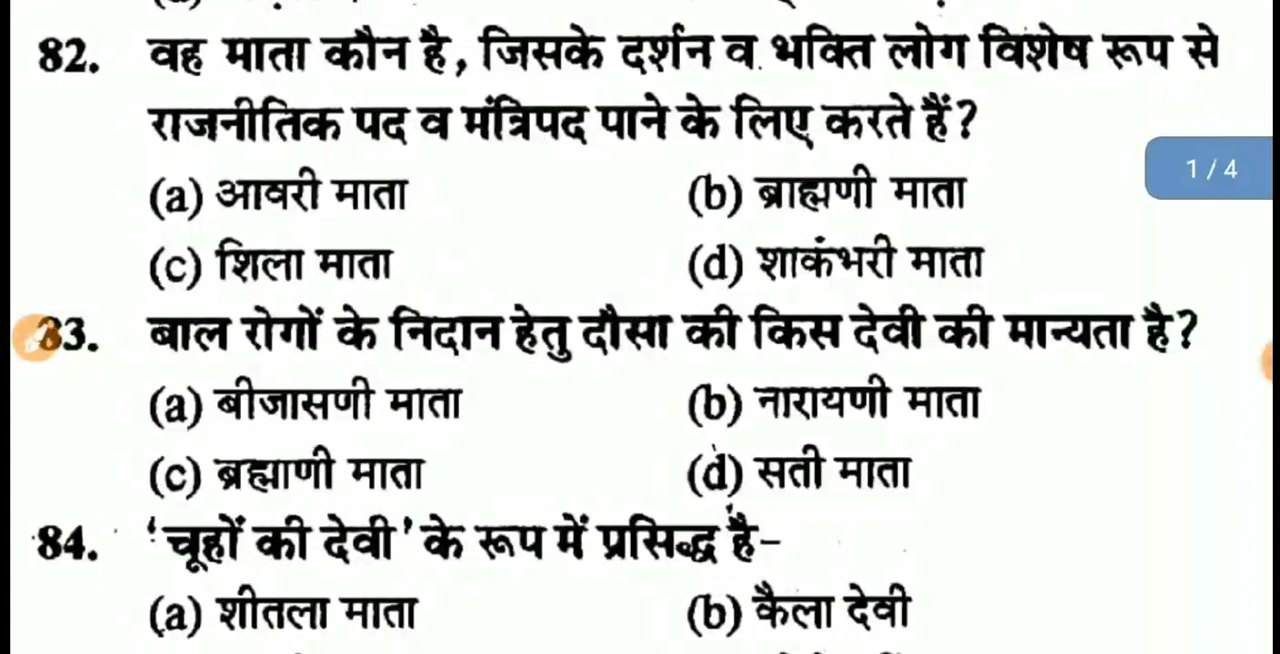 82. वह माता कौन है, जिसके दर्शन व भक्ति लोग विशेष रूप से
राजनीतिक पद व मंत्रिपद पाने के लिए करते हैं?
1 / 4
(a) आवरी माता (b) ब्राह्मणी माता
(c) शिला माता (d) शाकंभरी माता
83. बाल रोगों के निदान हेतु दौसा की किस देवी की मान्यता है?
(a) बीजासणी माता (b) नारायणी माता
(c) ब्रह्माणी माता (d) सती माता
84. 'चूहों की देवी' के रूप में प्रसिद्ध है-
(a) शीतला माता (b) कैला देवी